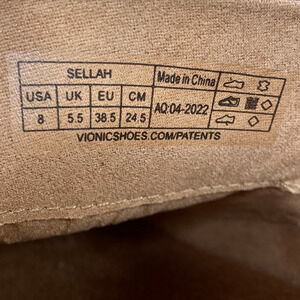 SELLAH
USA UK EU CM
8 5.5 38.5 24.5
Made in China
AQ:04-2022
VIONICSHOES.COM/PATENTS